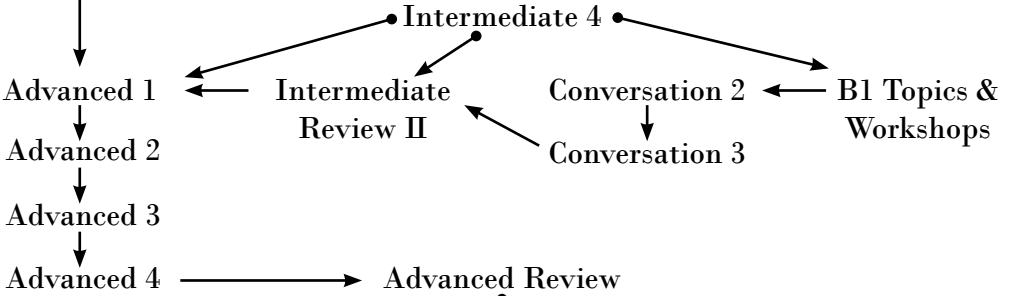 Intermediate 4
Advanced 1
Intermediate
Review II
Conversation 2
B1 Topics &
Workshops
Advanced 2
Conversation 3
Advanced 3
Advanced 4
Advanced Review